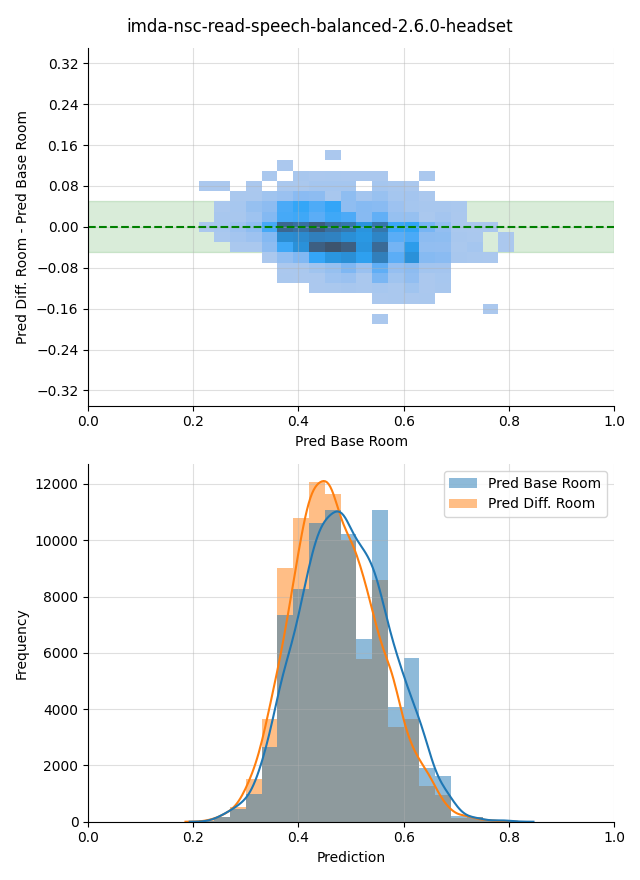 imda-nsc-read-speech-balanced-2.6.0-headset
Pred Diff. Room - Pred Base Room
0.32
0.24
0.16
0.08
0.00
−0.08
−0.16
−0.24
−0.32
0.0 0.2 0.4 0.6 0.8 1.0
Pred Base Room
Frequency
12000
10000
8000
6000
4000
2000
0
Pred Base Room
Pred Diff. Room
0.0 0.2 0.4 0.6 0.8 1.0
Prediction